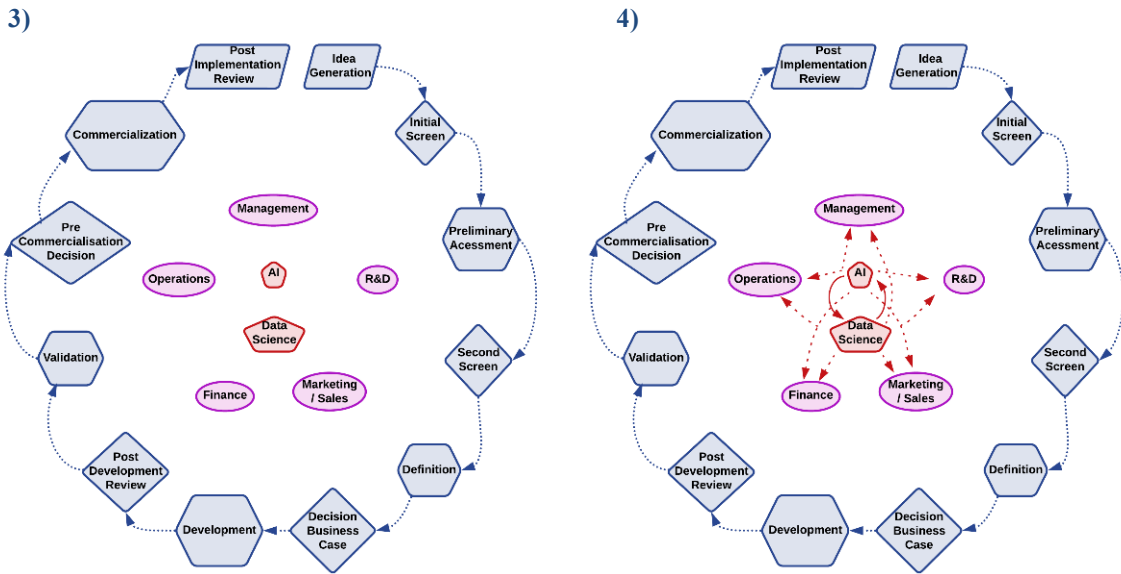 3)
Post
Implementation
Review
Idea
Generation
Initial
Screen
Commercialization
Pre
Commercialisation
Decision
Preliminary
Acessment
Management
Operations
AI
R&D
Data
Science
Validation
Second
Screen
Finance
Marketing
/ Sales
Post
Development
Review
Definition
Development
Decision
Business
Case
4)
Post
Implementation
Review
Idea
Generation
Initial
Screen
Commercialization
Pre
Commercialisation
Decision
Preliminary
Acessment
Management
Operations
AI
R&D
Data
Science
Validation
Second
Screen
Finance
Marketing
/ Sales
Post
Development
Review
Definition
Development
Decision
Business
Case